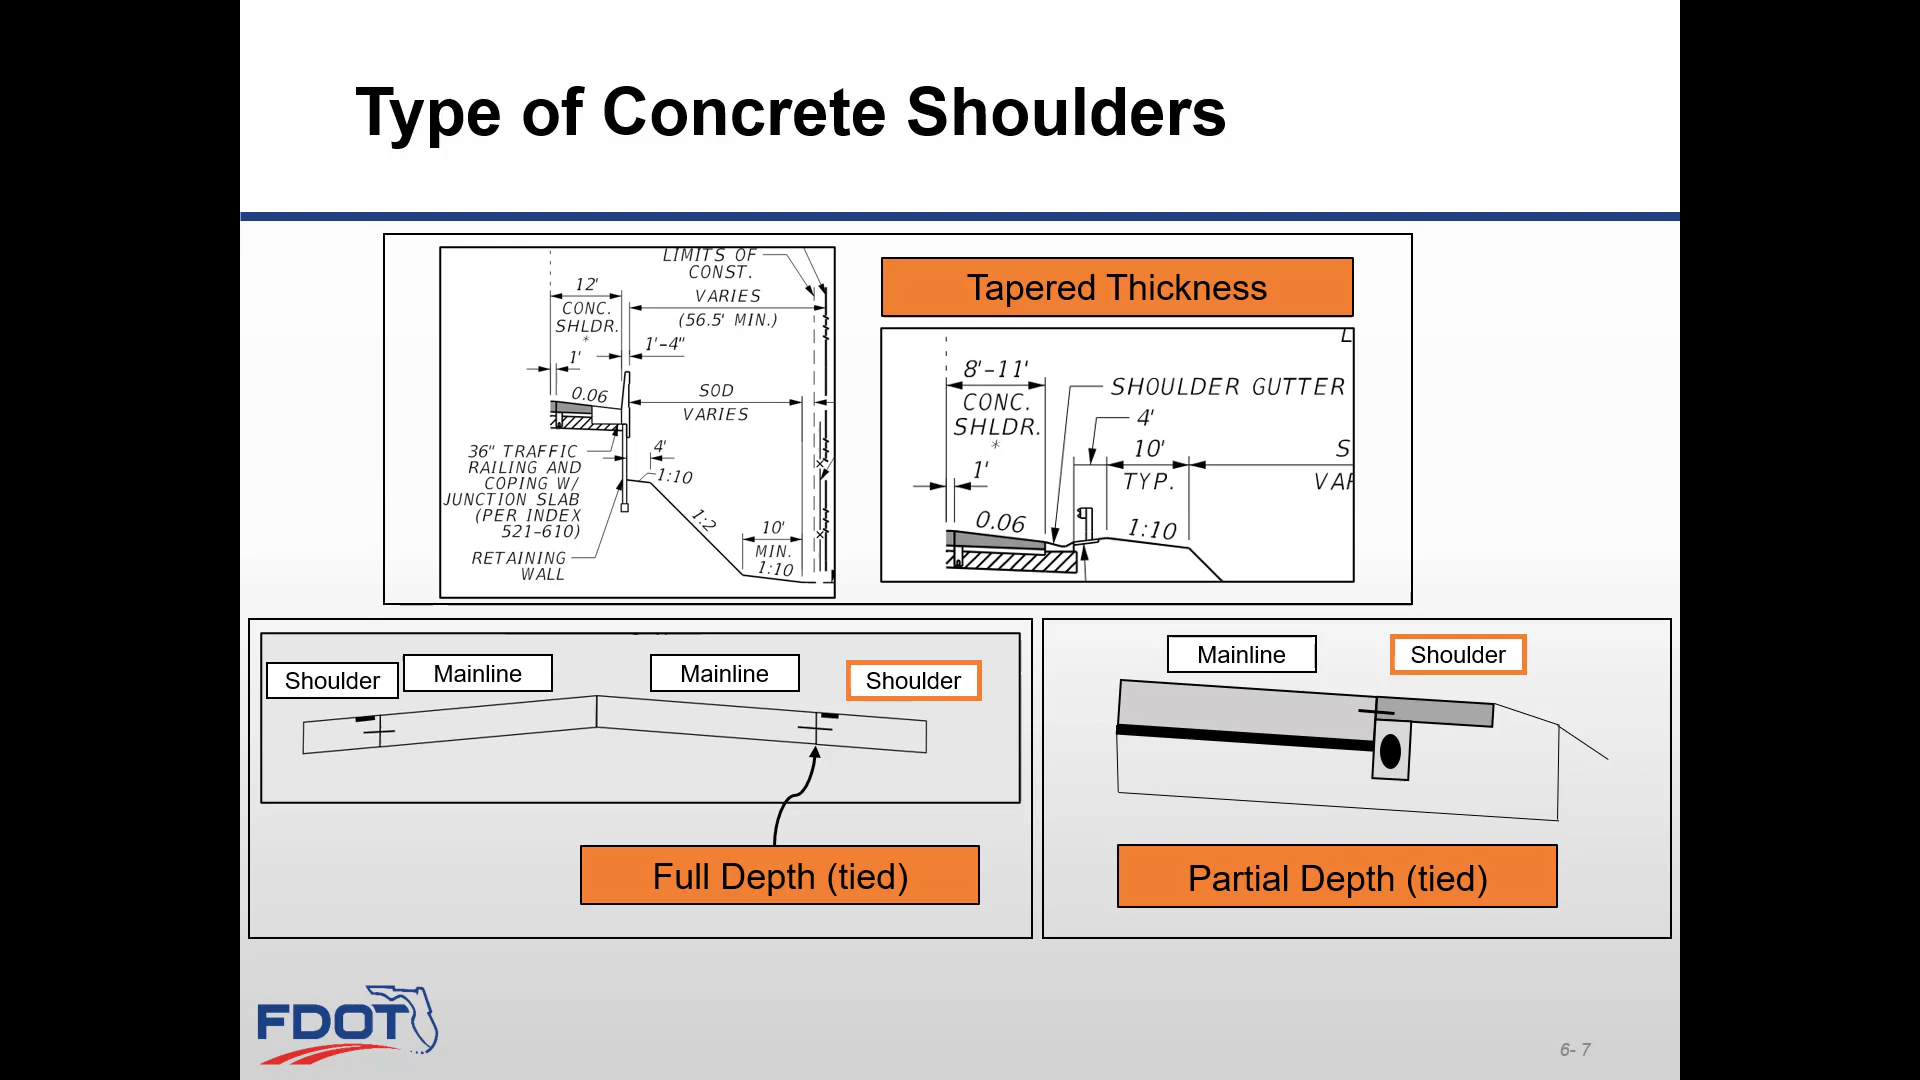 Type of Concrete Shoulders
LIMITS OF
CONST.
12'
CONC.
SHLDR.
*
VARIES
(56.5' MIN.)
1'-4"
1'
0.06
SOD
VARIES
36" TRAFFIC
RAILING AND
COPING W/
JUNCTION SLAB
(PER INDEX
521-610)
4'
1:10
1:2
10'
MIN.
1:10
RETAINING
WALL
Tapered Thickness
L
8'-11'
CONC.
SHLDR.
*
SHOULDER GUTTER
4'
10'
TYP.
S
VAR
1'
0.06
1:10
Shoulder
Mainline
Mainline
Shoulder
Full Depth (tied)
Mainline
Shoulder
Partial Depth (tied)
FDOT
6- 7